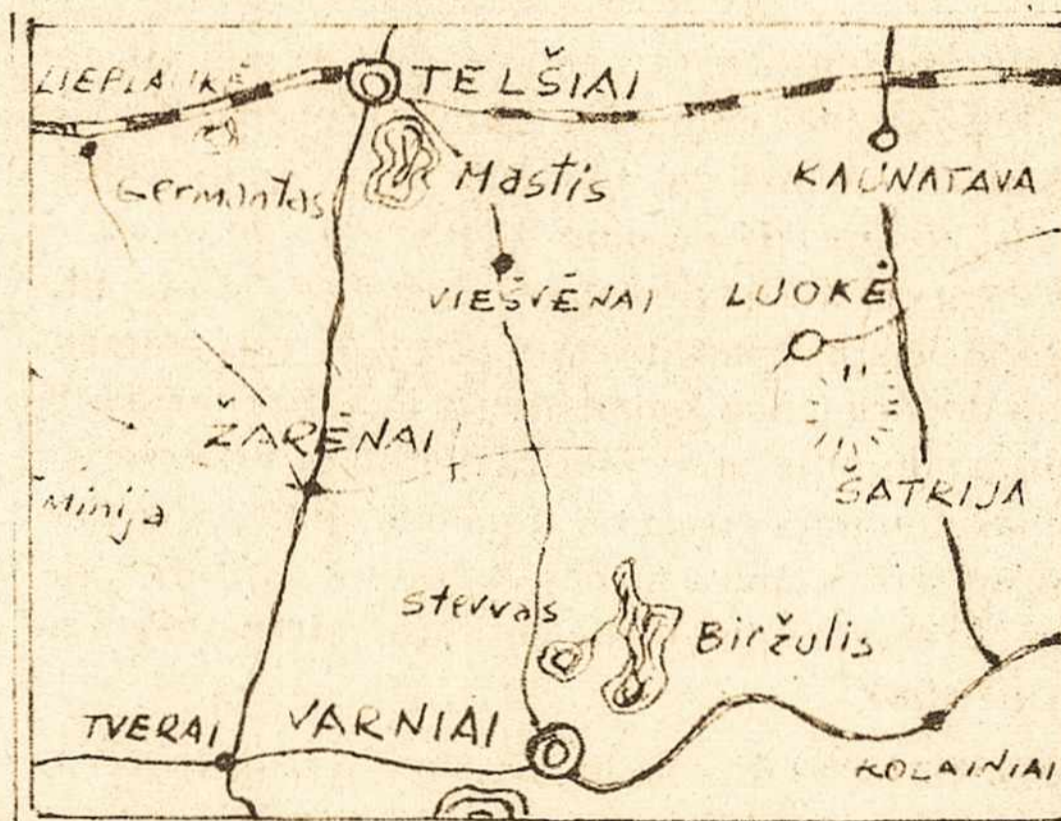 LIEPLAUKĖ
TELŠIAI
Germantas
Mastis
KAUNATAVA
VIEŠVĖNAI
LUOKĖ
ŽARĖNAI
Minija
ŠATRIJA
Stervas
Biržulis
TVERAI
VARNIAI
KOLAINIAI